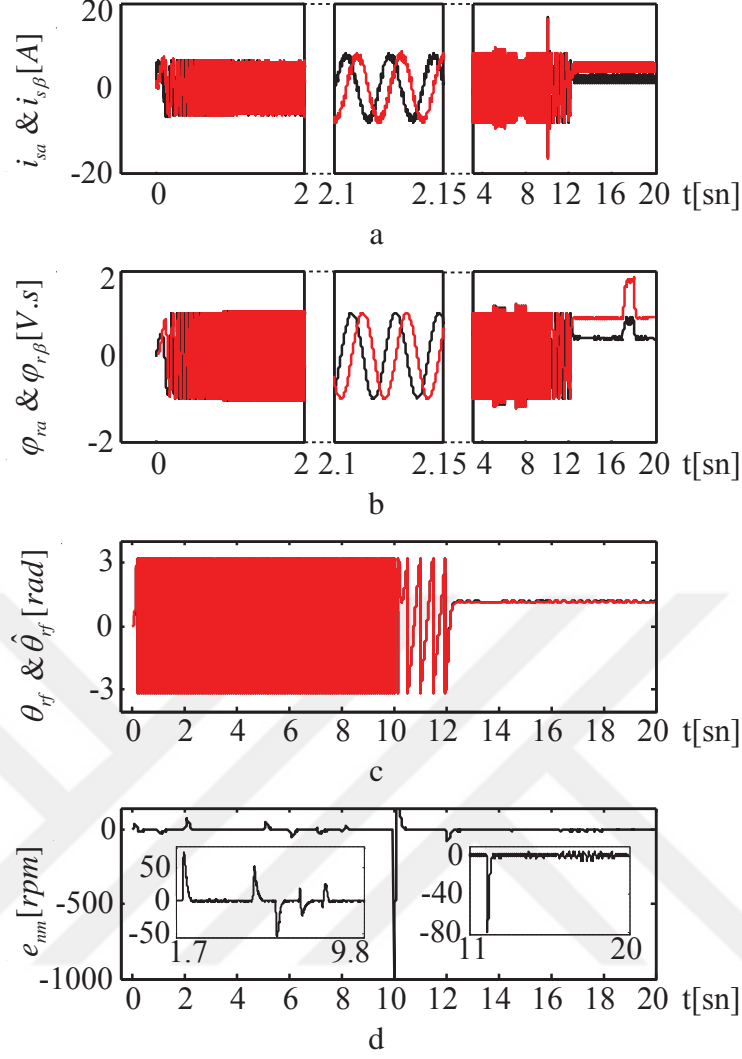 i_sa & i_sβ [A]
20
0
-20
0 2 2.1 2.15 4 8 12 16 20 t[sn]
a
φ_ra & φ_rβ [V.s]
2
0
-2
0 2 2.1 2.15 4 8 12 16 20 t[sn]
b
θ_rf & θ̂_rf [rad]
3
0
-3
0 2 4 6 8 10 12 14 16 18 20 t[sn]
c
e_nm [rpm]
0
-500
-1000
50
0
-50
1.7 9.8
0
-40
-80
11 20
0 2 4 6 8 10 12 14 16 18 20 t[sn]
d